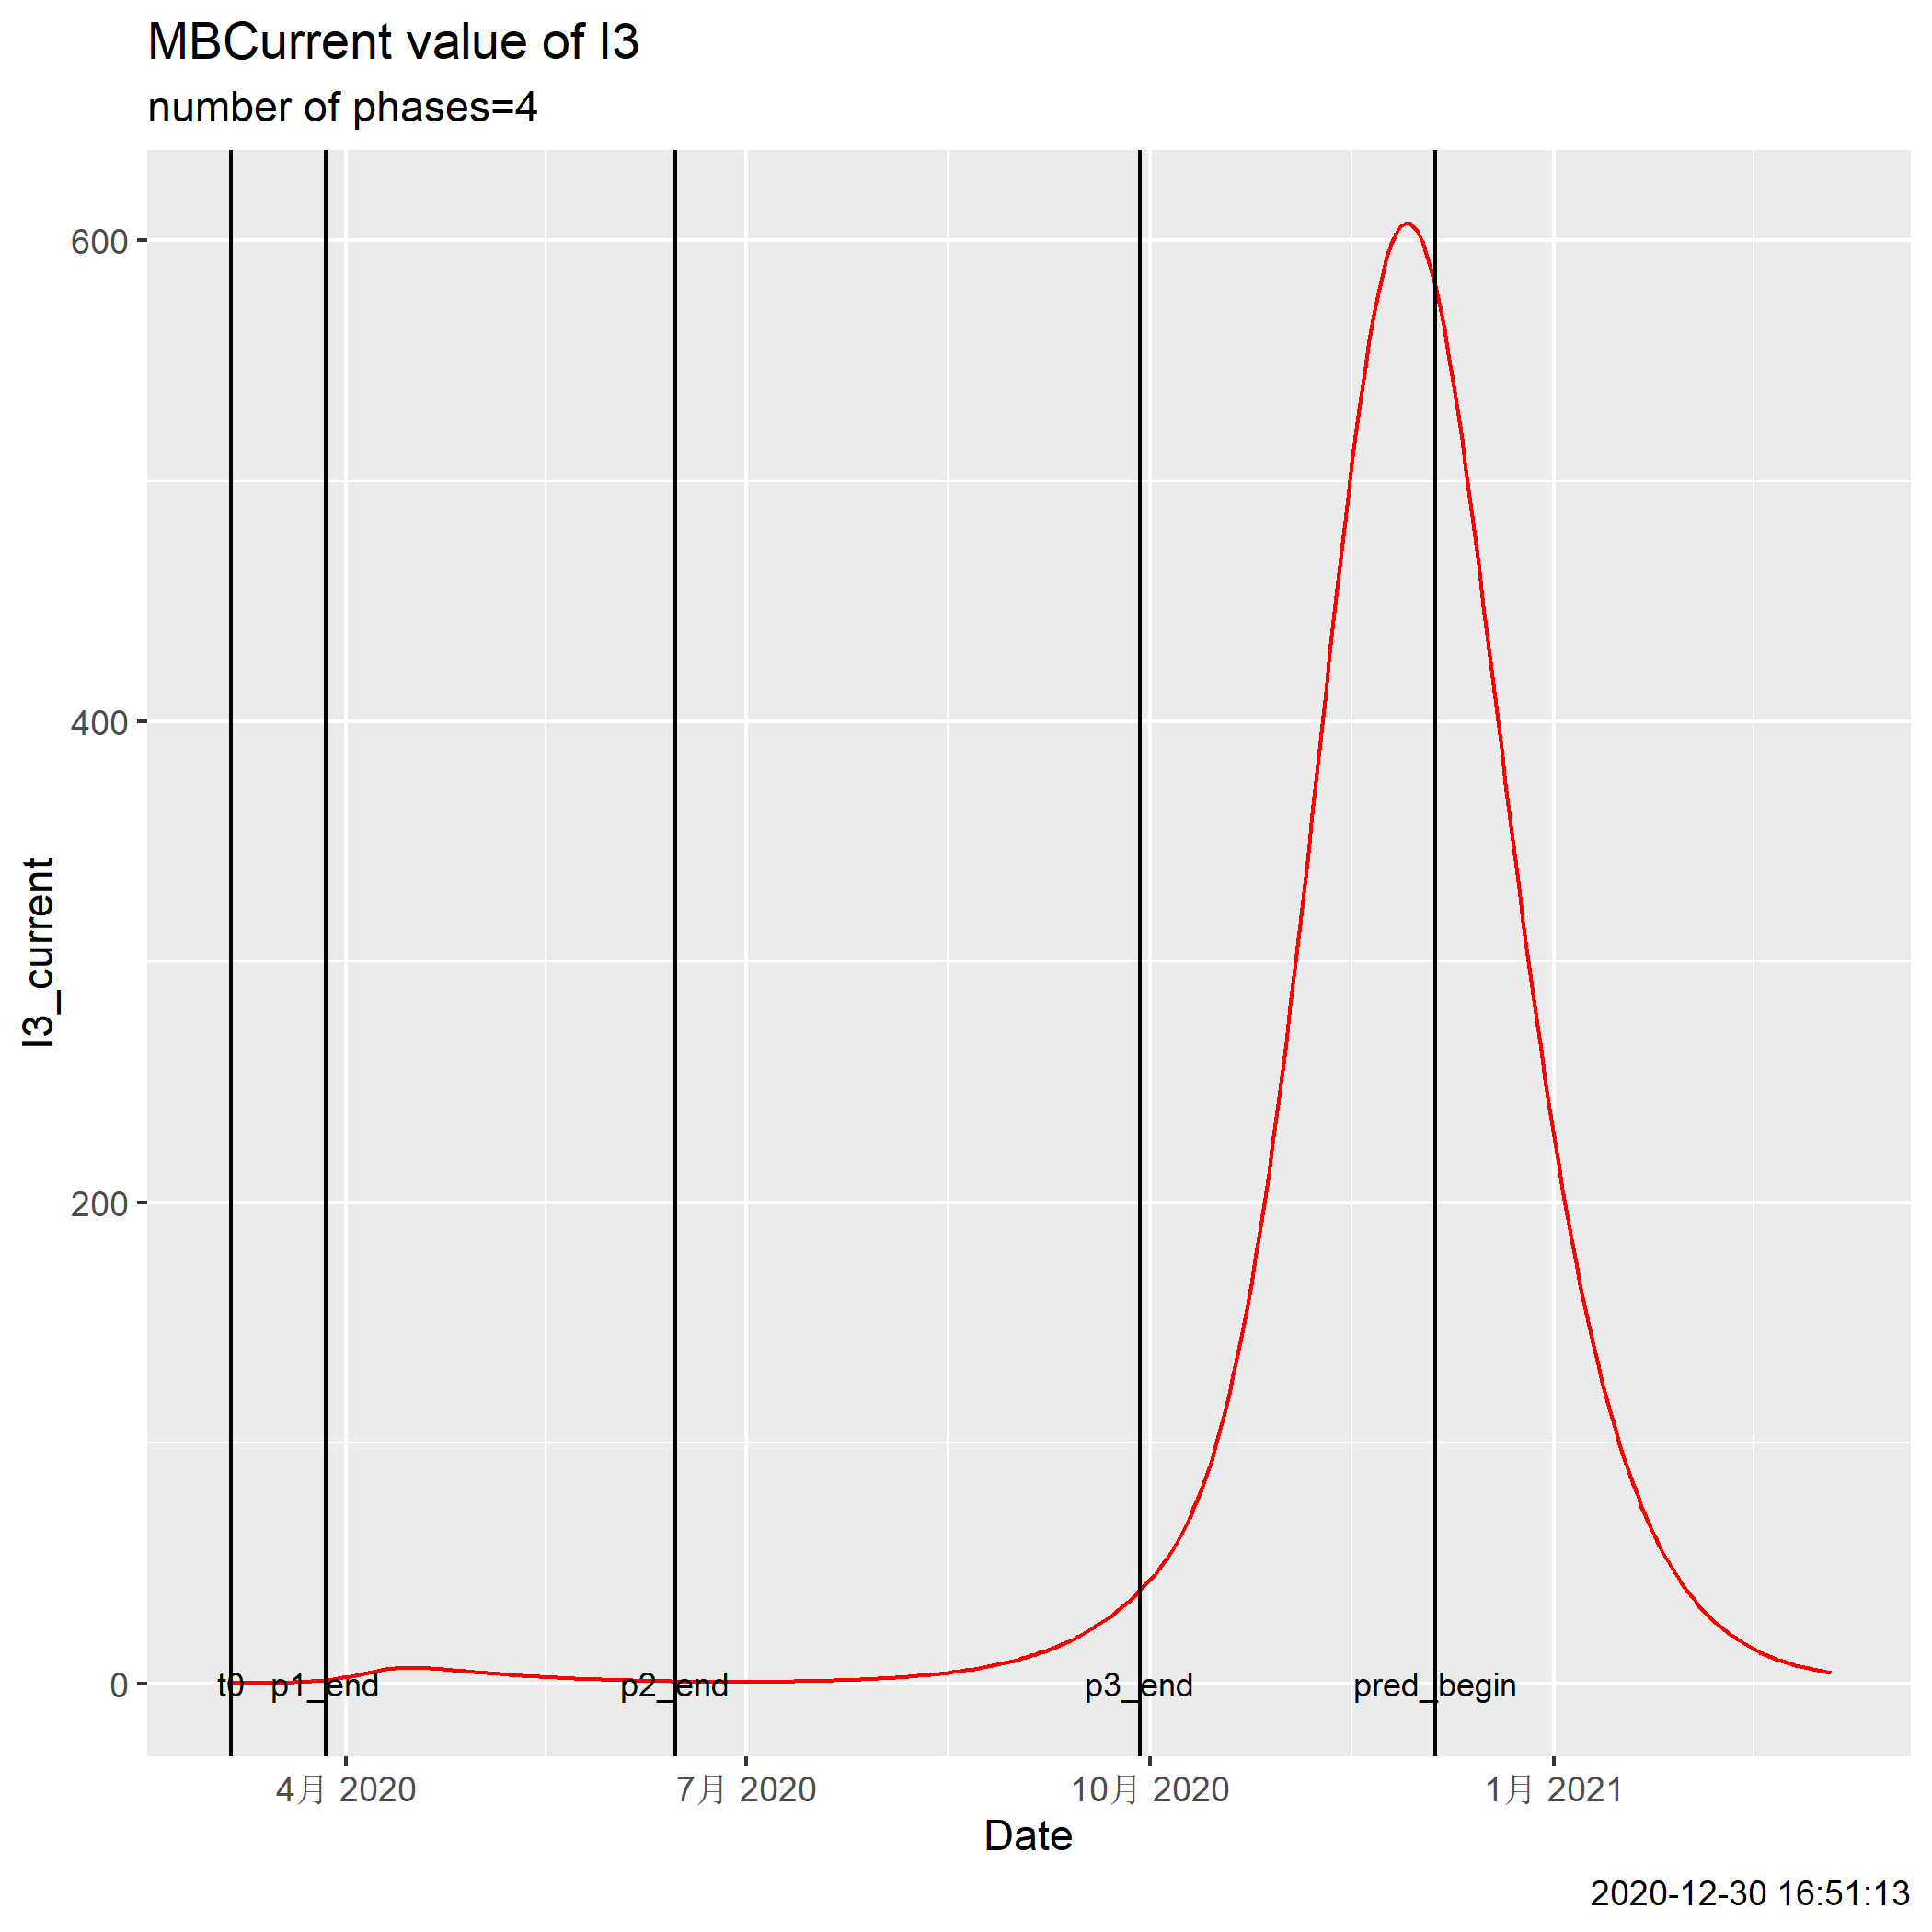 MBCurrent value of I3
number of phases=4
600
400
200
0
I3_current
t0 p1_end p2_end p3_end pred_begin
4月 2020 7月 2020 10月 2020 1月 2021
Date
2020-12-30 16:51:13